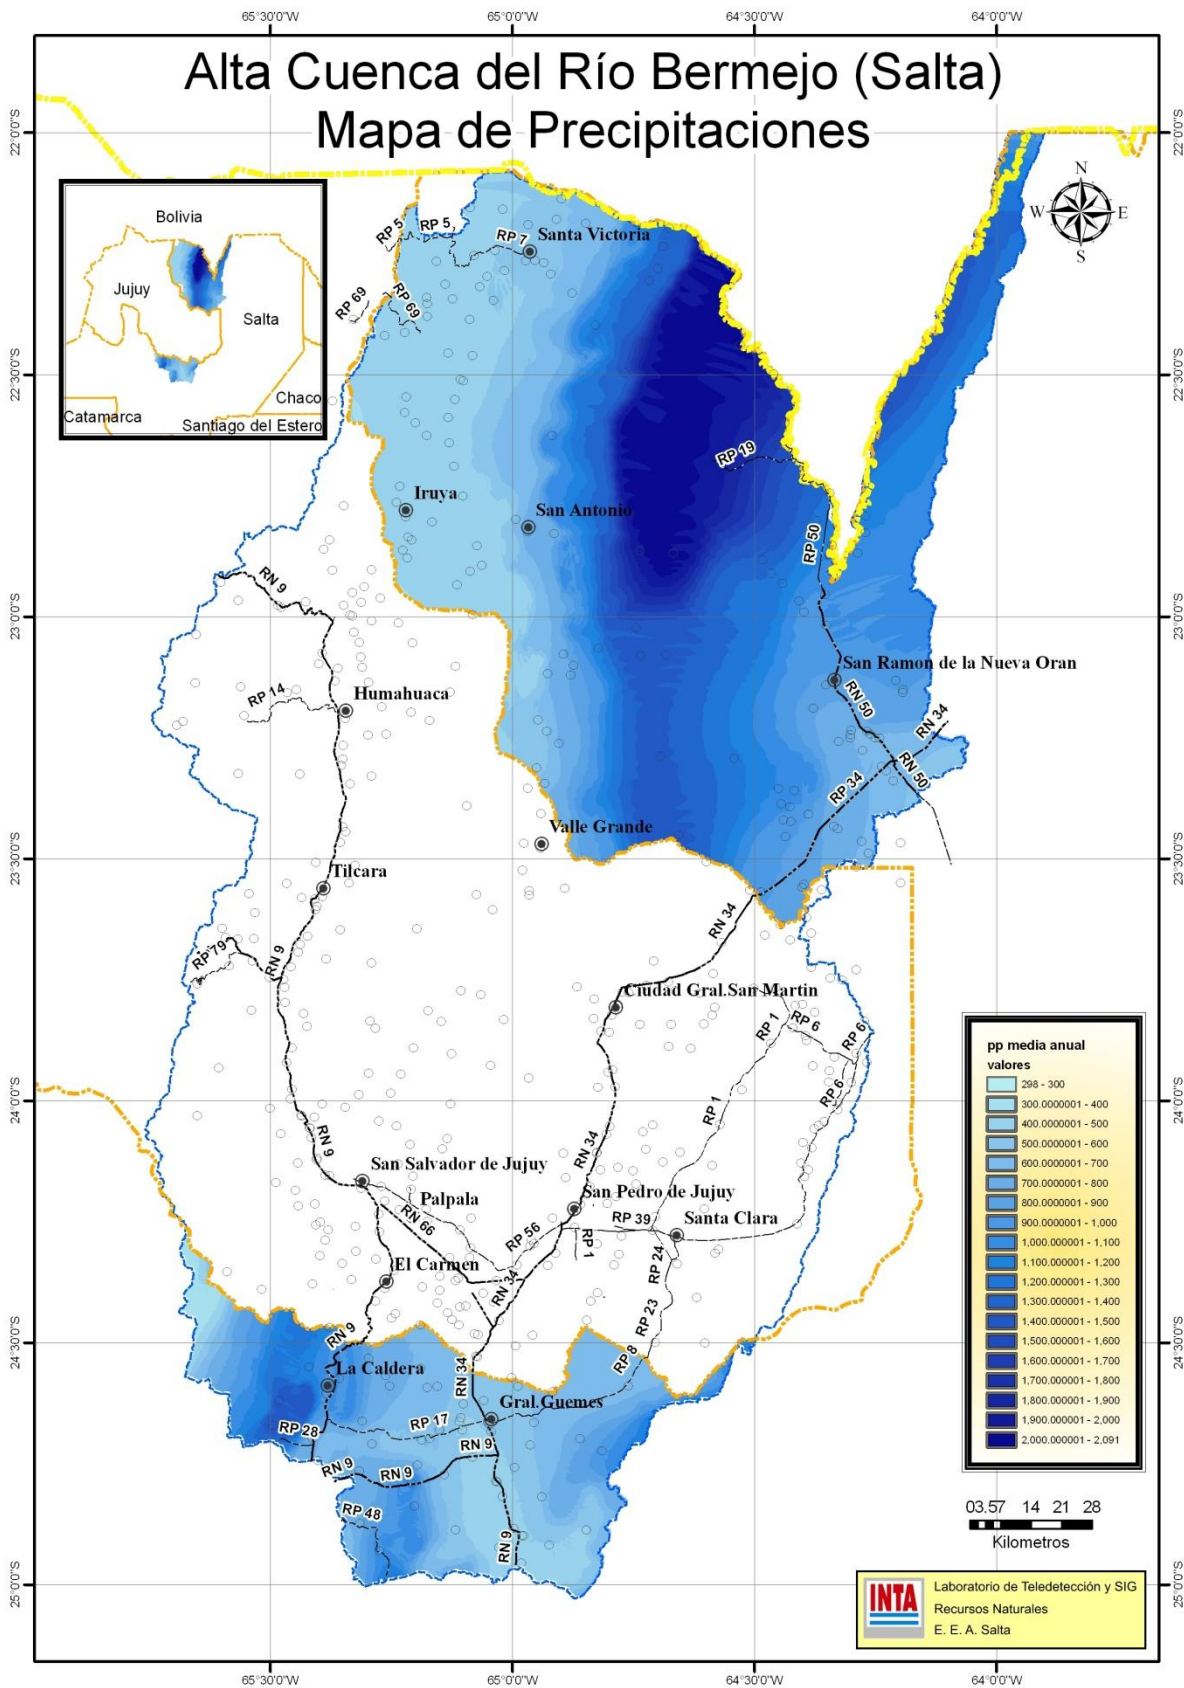 65°30'0"W 65°0'0"W 64°30'0"W 64°0'0"W
Alta Cuenca del Río Bermejo (Salta)
Mapa de Precipitaciones
22°0'0"S 22°0'0"S
N
W E
S
Bolivia
Jujuy
Salta
Chaco
Catamarca
Santiago del Estero
RP 5 RP 5 RP 7 Santa Victoria
RP 69 RP 69
22°30'0"S 22°30'0"S
RP 19
Iruya
San Antonio
RP 50
RN 9
23°0'0"S 23°0'0"S
San Ramon de la Nueva Oran
RP 14 Humahuaca
RN 50
RN 34
RN 50
RP 34
Valle Grande
23°30'0"S 23°30'0"S
Tilcara
RN 34
RP 79 RN 9
Ciudad Gral.San Martin
RP 1 RP 6 RP 6
RP 6
24°0'0"S 24°0'0"S
RP 1
RN 9
RN 34
San Salvador de Jujuy
Palpala
San Pedro de Jujuy
RN 66
RP 56 RP 39 Santa Clara
RP 1
RP 24
El Carmen
RN 34
RP 23
RN 9
24°30'0"S 24°30'0"S
RN 34
RP 8
La Caldera
Gral.Guemes
RP 28 RP 17
RN 9
RN 9 RN 9
RP 48
RN 9
25°0'0"S 25°0'0"S
pp media anual
valores
298 - 300
300.0000001 - 400
400.0000001 - 500
500.0000001 - 600
600.0000001 - 700
700.0000001 - 800
800.0000001 - 900
900.0000001 - 1,000
1,000.000001 - 1,100
1,100.000001 - 1,200
1,200.000001 - 1,300
1,300.000001 - 1,400
1,400.000001 - 1,500
1,500.000001 - 1,600
1,600.000001 - 1,700
1,700.000001 - 1,800
1,800.000001 - 1,900
1,900.000001 - 2,000
2,000.000001 - 2,091
03.57 14 21 28
Kilometros
INTA
Laboratorio de Teledetección y SIG
Recursos Naturales
E. E. A. Salta
65°30'0"W 65°0'0"W 64°30'0"W 64°0'0"W